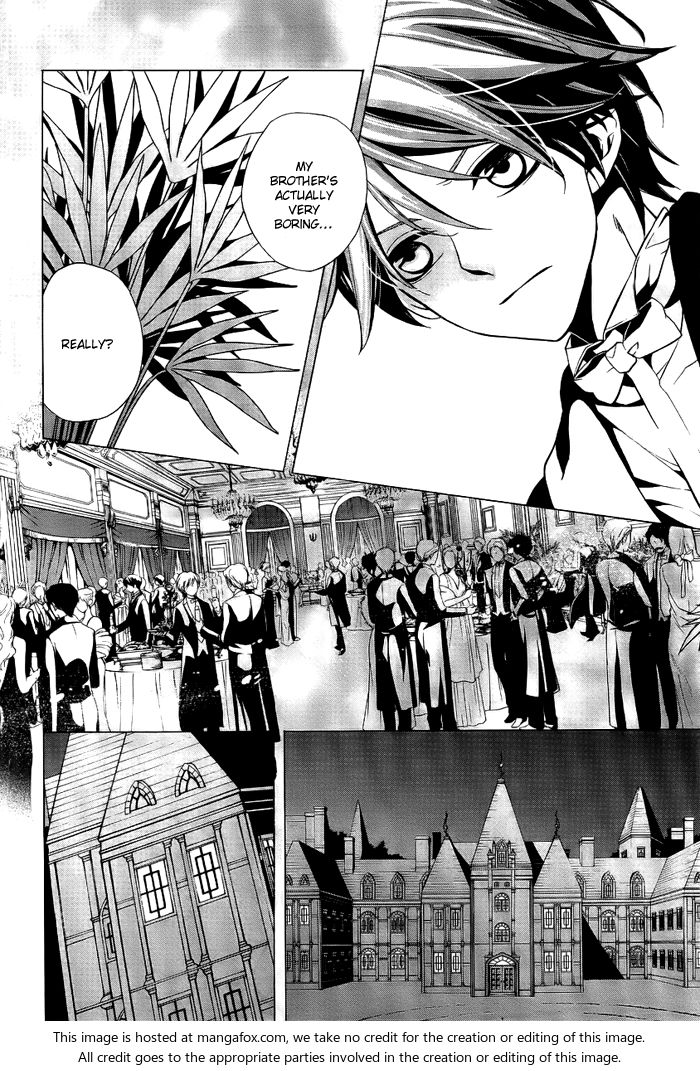 MY
BROTHER'S
ACTUALLY
VERY
BORING...
REALLY?
This image is hosted at mangafox.com, we take no credit for the creation or editing of this image.
All credit goes to the appropriate parties involved in the creation or editing of this image.